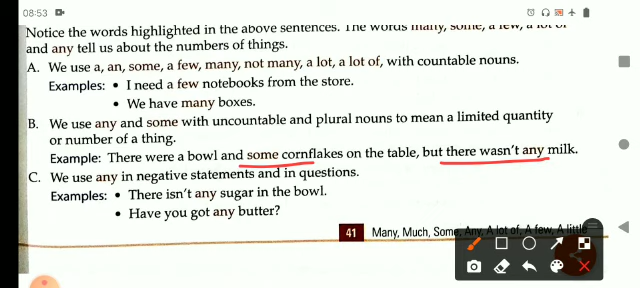 08:53
Notice the words highlighted in the above sentences. The words many, some, a few, a lot of
and any tell us about the numbers of things.
A. We use a, an, some, a few, many, not many, a lot, a lot of, with countable nouns.
Examples: • I need a few notebooks from the store.
• We have many boxes.
B. We use any and some with uncountable and plural nouns to mean a limited quantity
or number of a thing.
Example: There were a bowl and some cornflakes on the table, but there wasn't any milk.
C. We use any in negative statements and in questions.
Examples: • There isn't any sugar in the bowl.
• Have you got any butter?
41 Many, Much, Some, Any, A lot of, A few, A little